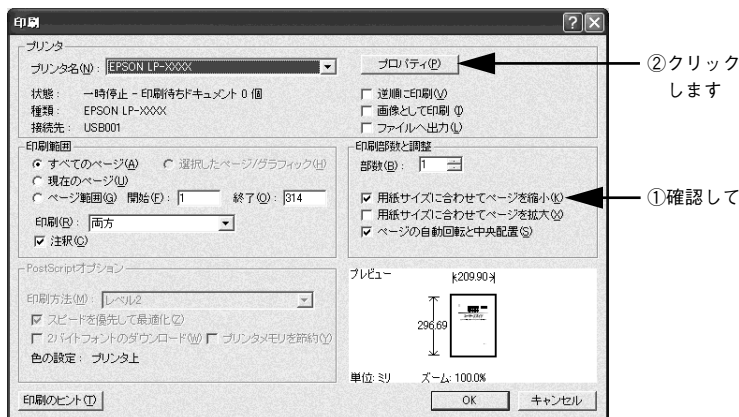 印刷
プリンタ
プリンタ名(N): EPSON LP-XXXX
プロパティ(P)
②クリック
します
状態: 一時停止 - 印刷待ちドキュメント 0 個
種類: EPSON LP-XXXX
接続先: USB001
逆順に印刷(V)
画像として印刷(I)
ファイルへ出力(L)
印刷範囲
すべてのページ(A) 選択したページ/グラフィック(H)
現在のページ(U)
ページ範囲(G) 開始(F): 1 終了(O): 314
印刷(R): 両方
注釈(C)
印刷部数と調整
部数(B): 1
用紙サイズに合わせてページを縮小(K)
①確認して
用紙サイズに合わせてページを拡大(X)
ページの自動回転と中央配置(S)
PostScriptオプション
印刷方法(M): レベル2
スピードを優先して最適化(Z)
2バイトフォントのダウンロード(W) プリンタメモリを節約(Y)
色の設定: プリンタ上
プレビュー
209.90
296.69
単位: ミリ ズーム: 100.0%
印刷のヒント(T)
OK
キャンセル